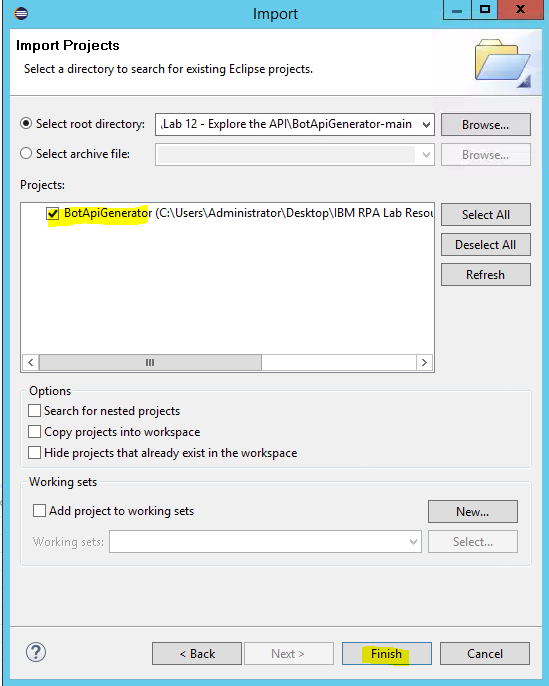 Import
Import Projects
Select a directory to search for existing Eclipse projects.
Select root directory: .Lab 12 - Explore the API\BotApiGenerator-main Browse...
Select archive file: Browse...
Projects:
BotApiGenerator (C:\Users\Administrator\Desktop\IBM RPA Lab Resou
Select All
Deselect All
Refresh
Options
Search for nested projects
Copy projects into workspace
Hide projects that already exist in the workspace
Working sets
Add project to working sets New...
Working sets: Select...
? < Back Next > Finish Cancel